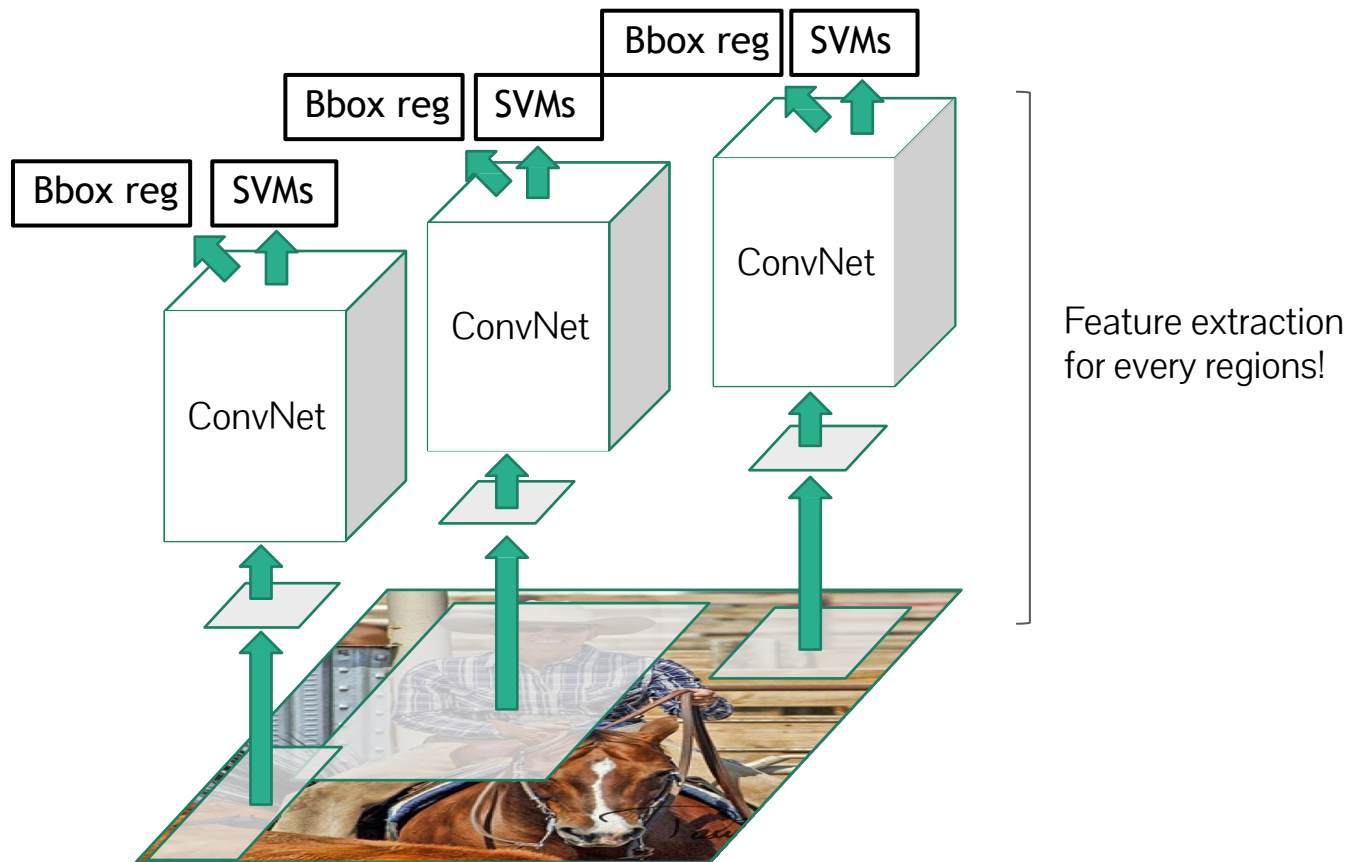 Bbox reg SVMs
Bbox reg SVMs
Bbox reg SVMs
ConvNet
ConvNet
ConvNet
Feature extraction
for every regions!